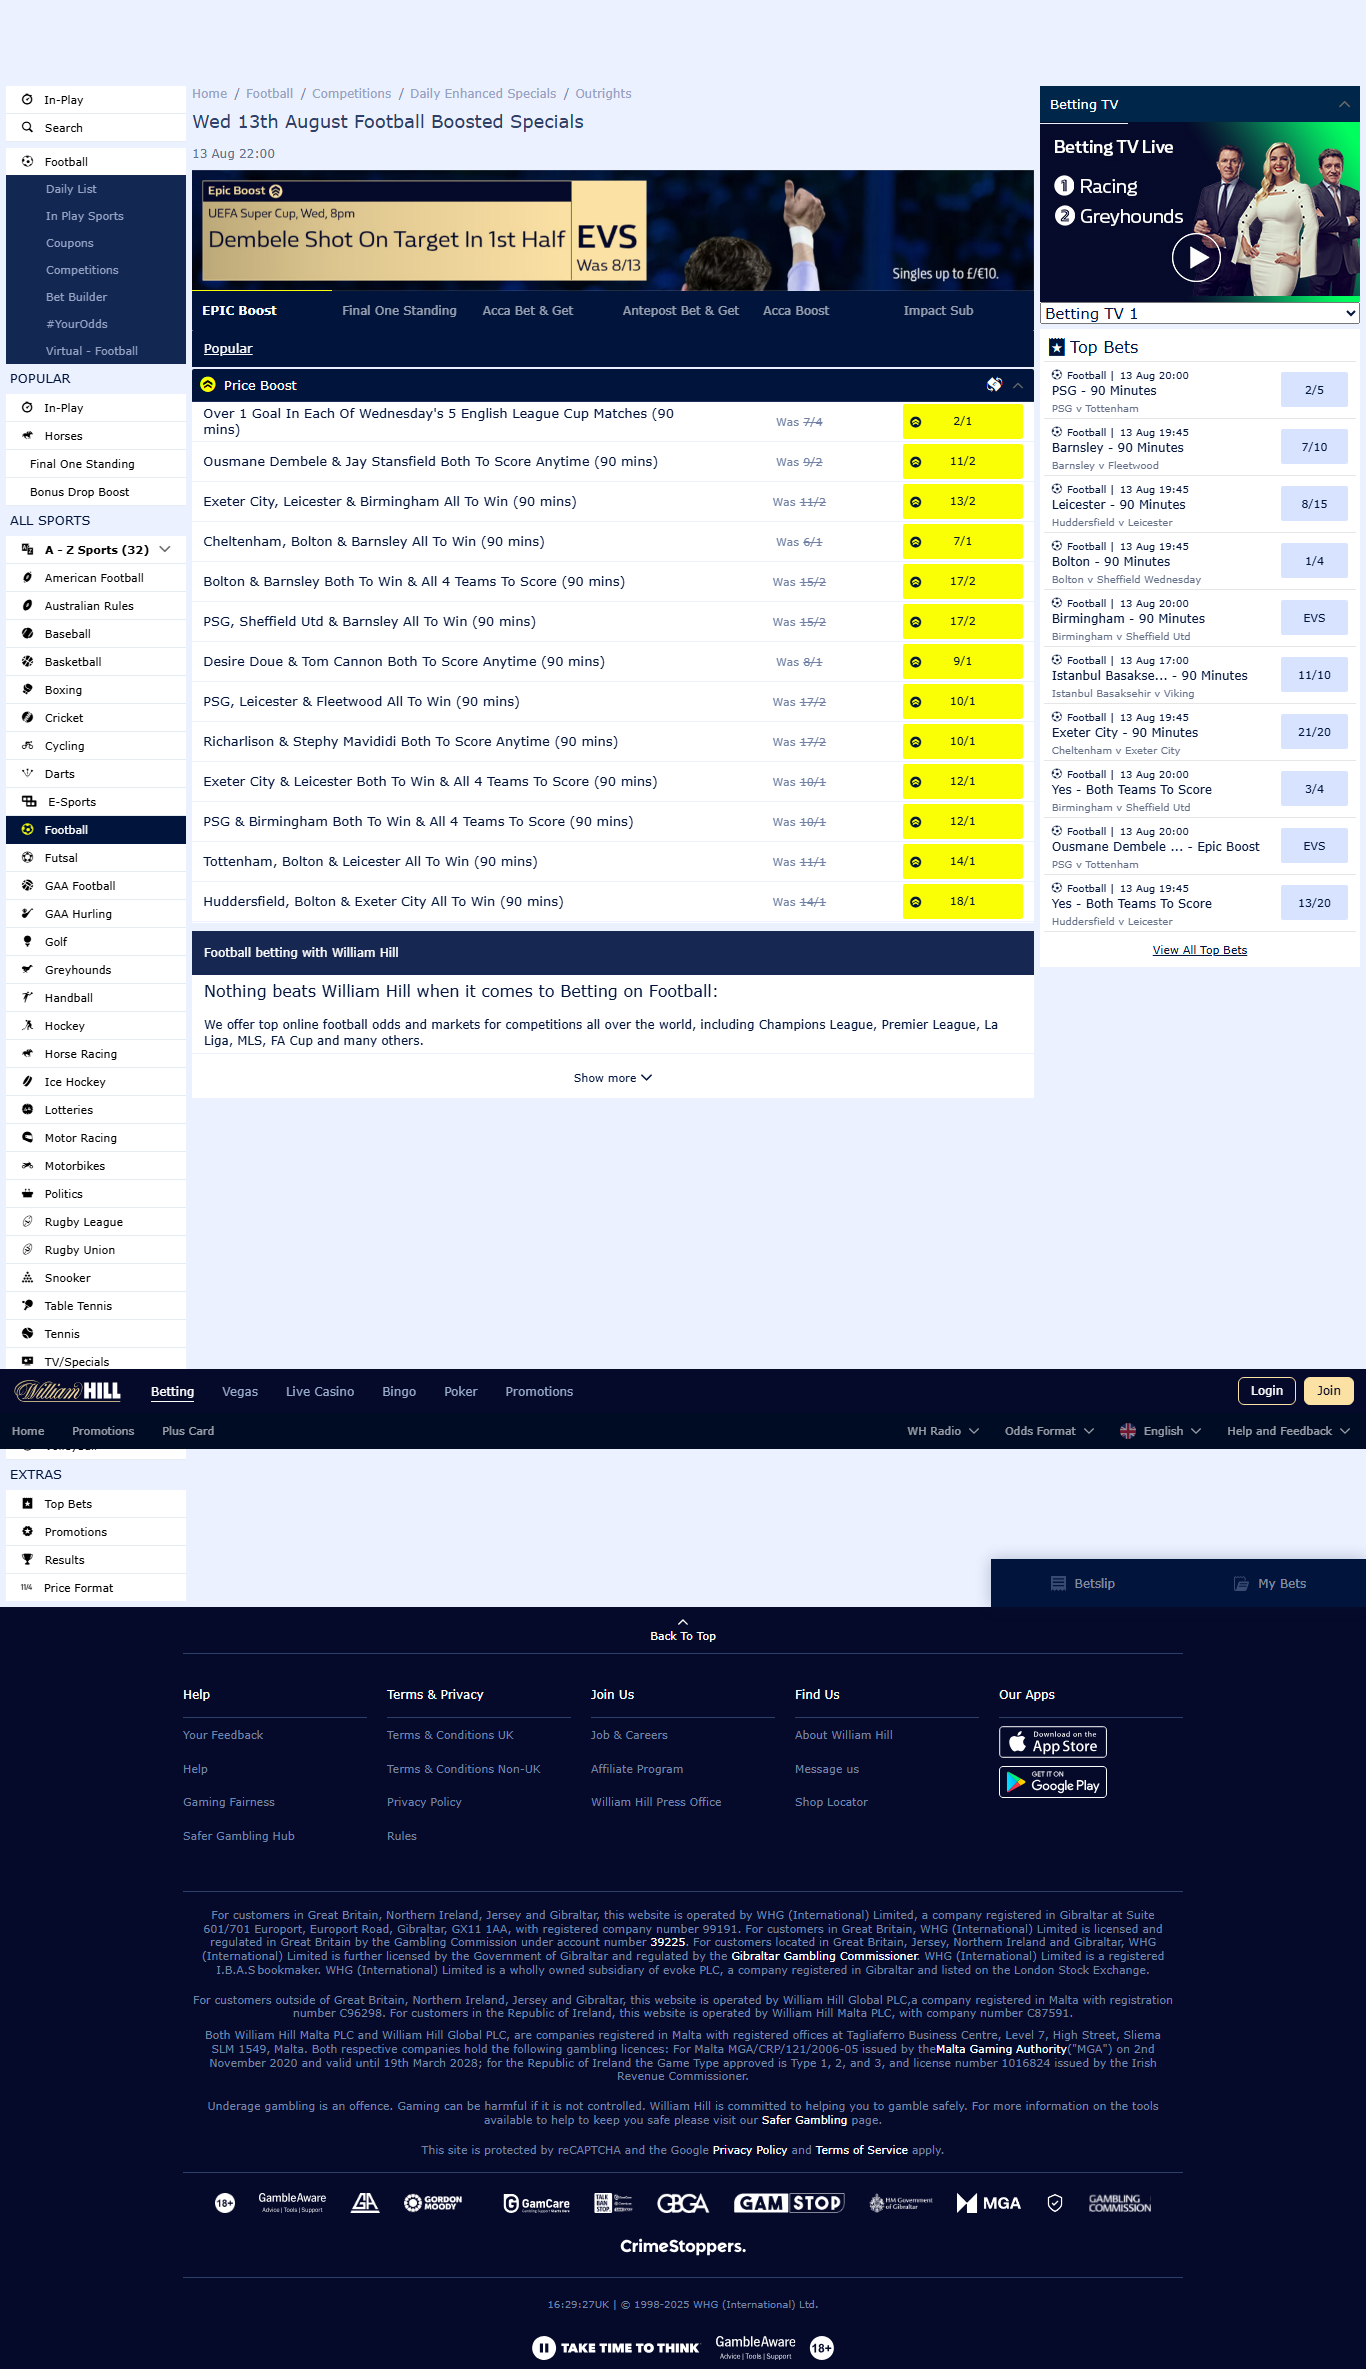 In-Play
Search
Football
Daily List
In Play Sports
Coupons
Competitions
Bet Builder
#YourOdds
Virtual - Football
POPULAR
In-Play
Horses
Final One Standing
Bonus Drop Boost
ALL SPORTS
A - Z Sports (32)
American Football
Australian Rules
Baseball
Basketball
Boxing
Cricket
Cycling
Darts
E-Sports
Football
Futsal
GAA Football
GAA Hurling
Golf
Greyhounds
Handball
Hockey
Horse Racing
Ice Hockey
Lotteries
Motor Racing
Motorbikes
Politics
Rugby League
Rugby Union
Snooker
Table Tennis
Tennis
TV/Specials
Home / Football / Competitions / Daily Enhanced Specials / Outrights
Wed 13th August Football Boosted Specials
13 Aug 22:00
Epic Boost
UEFA Super Cup, Wed, 8pm
Dembele Shot On Target In 1st Half
EVS
Was 8/13
Singles up to £/€10.
EPIC Boost Final One Standing Acca Bet & Get Antepost Bet & Get Acca Boost Impact Sub
Popular
Price Boost
Over 1 Goal In Each Of Wednesday's 5 English League Cup Matches (90
mins)
Was 7/4 2/1
Ousmane Dembele & Jay Stansfield Both To Score Anytime (90 mins) Was 9/2 11/2
Exeter City, Leicester & Birmingham All To Win (90 mins) Was 11/2 13/2
Cheltenham, Bolton & Barnsley All To Win (90 mins) Was 6/1 7/1
Bolton & Barnsley Both To Win & All 4 Teams To Score (90 mins) Was 15/2 17/2
PSG, Sheffield Utd & Barnsley All To Win (90 mins) Was 15/2 17/2
Desire Doue & Tom Cannon Both To Score Anytime (90 mins) Was 8/1 9/1
PSG, Leicester & Fleetwood All To Win (90 mins) Was 17/2 10/1
Richarlison & Stephy Mavididi Both To Score Anytime (90 mins) Was 17/2 10/1
Exeter City & Leicester Both To Win & All 4 Teams To Score (90 mins) Was 10/1 12/1
PSG & Birmingham Both To Win & All 4 Teams To Score (90 mins) Was 10/1 12/1
Tottenham, Bolton & Leicester All To Win (90 mins) Was 11/1 14/1
Huddersfield, Bolton & Exeter City All To Win (90 mins) Was 14/1 18/1
Football betting with William Hill
Nothing beats William Hill when it comes to Betting on Football:
We offer top online football odds and markets for competitions all over the world, including Champions League, Premier League, La
Liga, MLS, FA Cup and many others.
Show more
Betting TV
Betting TV Live
1 Racing
2 Greyhounds
Betting TV 1
Top Bets
Football | 13 Aug 20:00
PSG - 90 Minutes 2/5
PSG v Tottenham
Football | 13 Aug 19:45
Barnsley - 90 Minutes 7/10
Barnsley v Fleetwood
Football | 13 Aug 19:45
Leicester - 90 Minutes 8/15
Huddersfield v Leicester
Football | 13 Aug 19:45
Bolton - 90 Minutes 1/4
Bolton v Sheffield Wednesday
Football | 13 Aug 20:00
Birmingham - 90 Minutes EVS
Birmingham v Sheffield Utd
Football | 13 Aug 17:00
Istanbul Basakse... - 90 Minutes 11/10
Istanbul Basaksehir v Viking
Football | 13 Aug 19:45
Exeter City - 90 Minutes 21/20
Cheltenham v Exeter City
Football | 13 Aug 20:00
Yes - Both Teams To Score 3/4
Birmingham v Sheffield Utd
Football | 13 Aug 20:00
Ousmane Dembele ... - Epic Boost EVS
PSG v Tottenham
Football | 13 Aug 19:45
Yes - Both Teams To Score 13/20
Huddersfield v Leicester
View All Top Bets
William HILL Betting Vegas Live Casino Bingo Poker Promotions Login Join
Home Promotions Plus Card WH Radio Odds Format English Help and Feedback
EXTRAS
Top Bets
Promotions
Results
11/4 Price Format
Betslip My Bets
Back To Top
Help
Your Feedback
Help
Gaming Fairness
Safer Gambling Hub
Terms & Privacy
Terms & Conditions UK
Terms & Conditions Non-UK
Privacy Policy
Rules
Join Us
Job & Careers
Affiliate Program
William Hill Press Office
Find Us
About William Hill
Message us
Shop Locator
Our Apps
Download on the
App Store
GET IT ON
Google Play
For customers in Great Britain, Northern Ireland, Jersey and Gibraltar, this website is operated by WHG (International) Limited, a company registered in Gibraltar at Suite
601/701 Europort, Europort Road, Gibraltar, GX11 1AA, with registered company number 99191. For customers in Great Britain, WHG (International) Limited is licensed and
regulated in Great Britain by the Gambling Commission under account number 39225. For customers located in Great Britain, Jersey, Northern Ireland and Gibraltar, WHG
(International) Limited is further licensed by the Government of Gibraltar and regulated by the Gibraltar Gambling Commissioner. WHG (International) Limited is a registered
I.B.A.S bookmaker. WHG (International) Limited is a wholly owned subsidiary of evoke PLC, a company registered in Gibraltar and listed on the London Stock Exchange.
For customers outside of Great Britain, Northern Ireland, Jersey and Gibraltar, this website is operated by William Hill Global PLC,a company registered in Malta with registration
number C96298. For customers in the Republic of Ireland, this website is operated by William Hill Malta PLC, with company number C87591.
Both William Hill Malta PLC and William Hill Global PLC, are companies registered in Malta with registered offices at Tagliaferro Business Centre, Level 7, High Street, Sliema
SLM 1549, Malta. Both respective companies hold the following gambling licences: For Malta MGA/CRP/121/2006-05 issued by theMalta Gaming Authority("MGA") on 2nd
November 2020 and valid until 19th March 2028; for the Republic of Ireland the Game Type approved is Type 1, 2, and 3, and license number 1016824 issued by the Irish
Revenue Commissioner.
Underage gambling is an offence. Gaming can be harmful if it is not controlled. William Hill is committed to helping you to gamble safely. For more information on the tools
available to help to keep you safe please visit our Safer Gambling page.
This site is protected by reCAPTCHA and the Google Privacy Policy and Terms of Service apply.
18+ GambleAware Advice | Tools | Support GA GORDON MOODY GamCare TALK BAN STOP GBGA GAMSTOP HM Government of Gibraltar MGA GAMBLING COMMISSION
CrimeStoppers.
16:29:27UK | © 1998-2025 WHG (International) Ltd.
TAKE TIME TO THINK GambleAware Advice | Tools | Support 18+